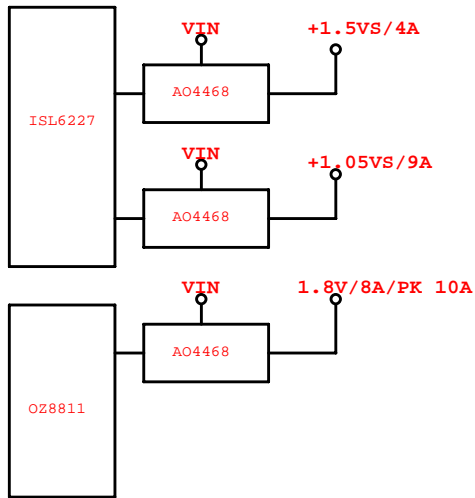 VIN +1.5VS/4A
AO4468
ISL6227
VIN +1.05VS/9A
AO4468
VIN 1.8V/8A/PK 10A
AO4468
OZ8811